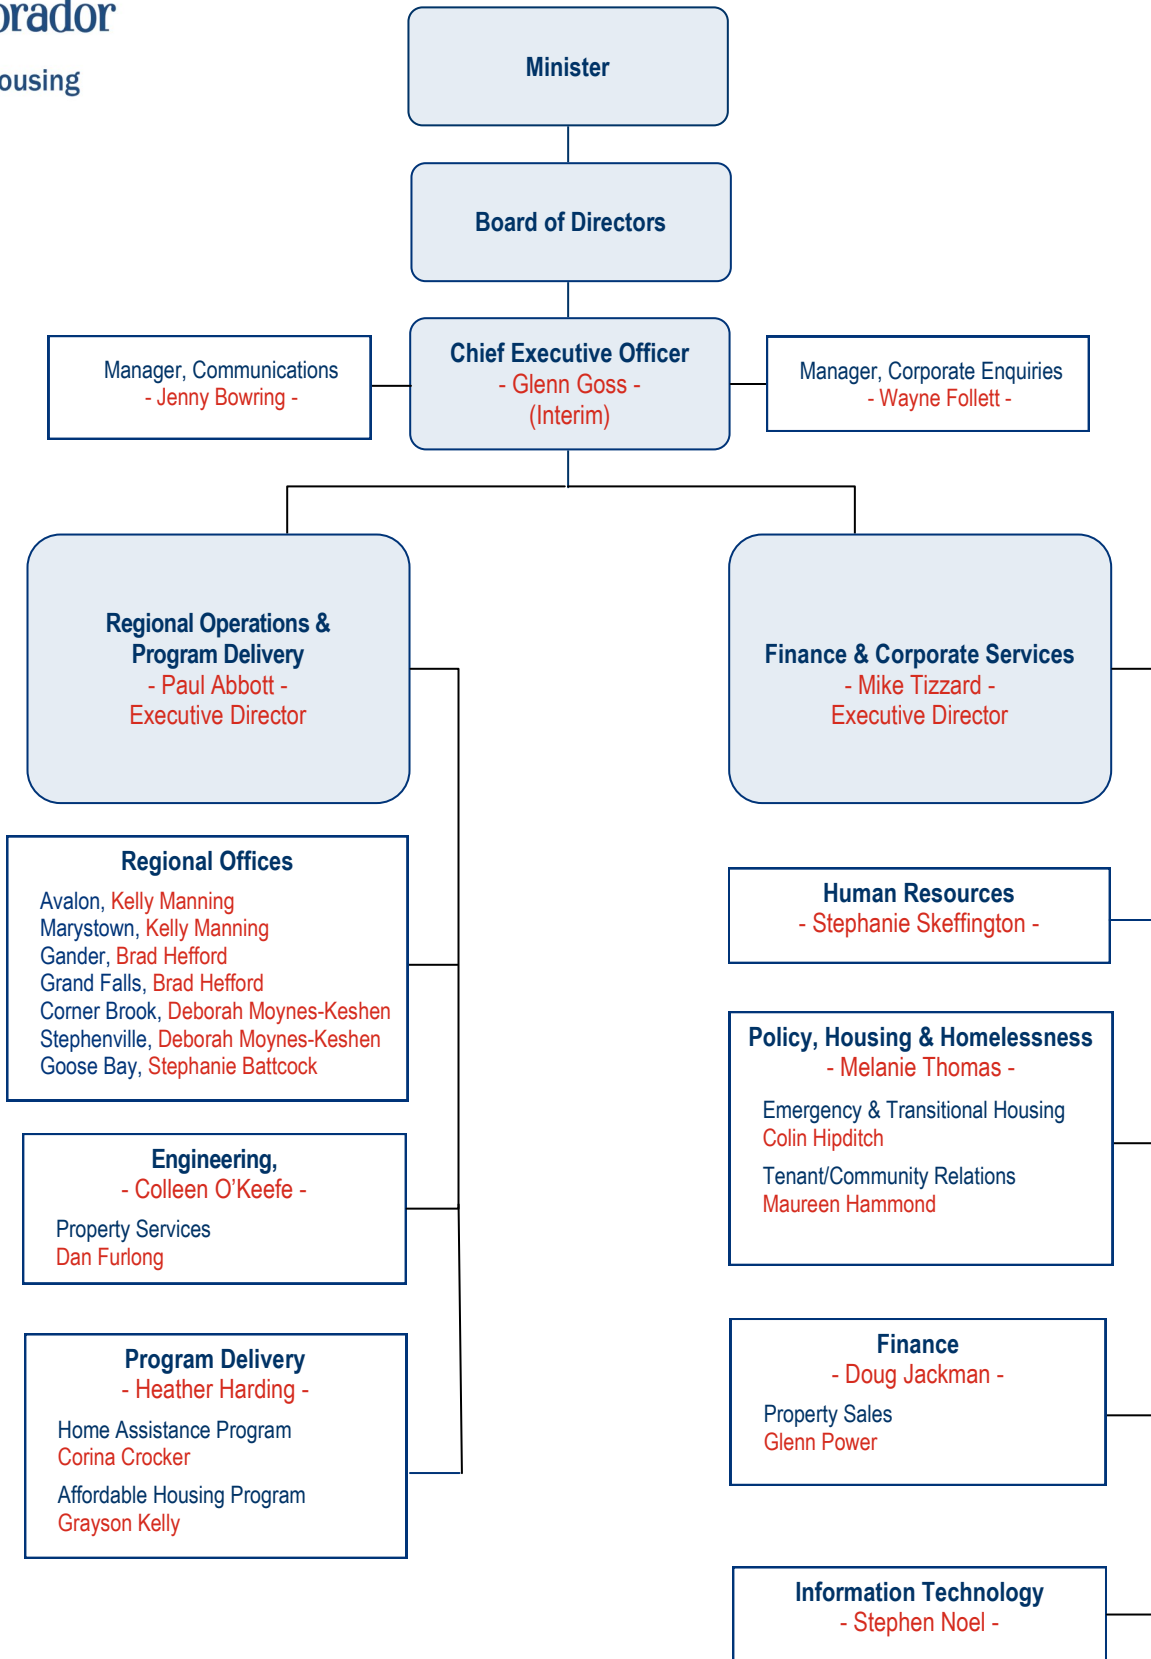 orador
ousing
Minister
Board of Directors
Chief Executive Officer
- Glenn Goss -
(Interim)
Manager, Communications
- Jenny Bowring -
Manager, Corporate Enquiries
- Wayne Follett -
Regional Operations &
Program Delivery
- Paul Abbott -
Executive Director
Finance & Corporate Services
- Mike Tizzard -
Executive Director
Regional Offices
Avalon, Kelly Manning
Marystown, Kelly Manning
Gander, Brad Hefford
Grand Falls, Brad Hefford
Corner Brook, Deborah Moynes-Keshen
Stephenville, Deborah Moynes-Keshen
Goose Bay, Stephanie Battcock
Engineering,
- Colleen O'Keefe -
Property Services
Dan Furlong
Program Delivery
- Heather Harding -
Home Assistance Program
Corina Crocker
Affordable Housing Program
Grayson Kelly
Human Resources
- Stephanie Skeffington -
Policy, Housing & Homelessness
- Melanie Thomas -
Emergency & Transitional Housing
Colin Hipditch
Tenant/Community Relations
Maureen Hammond
Finance
- Doug Jackman -
Property Sales
Glenn Power
Information Technology
- Stephen Noel -